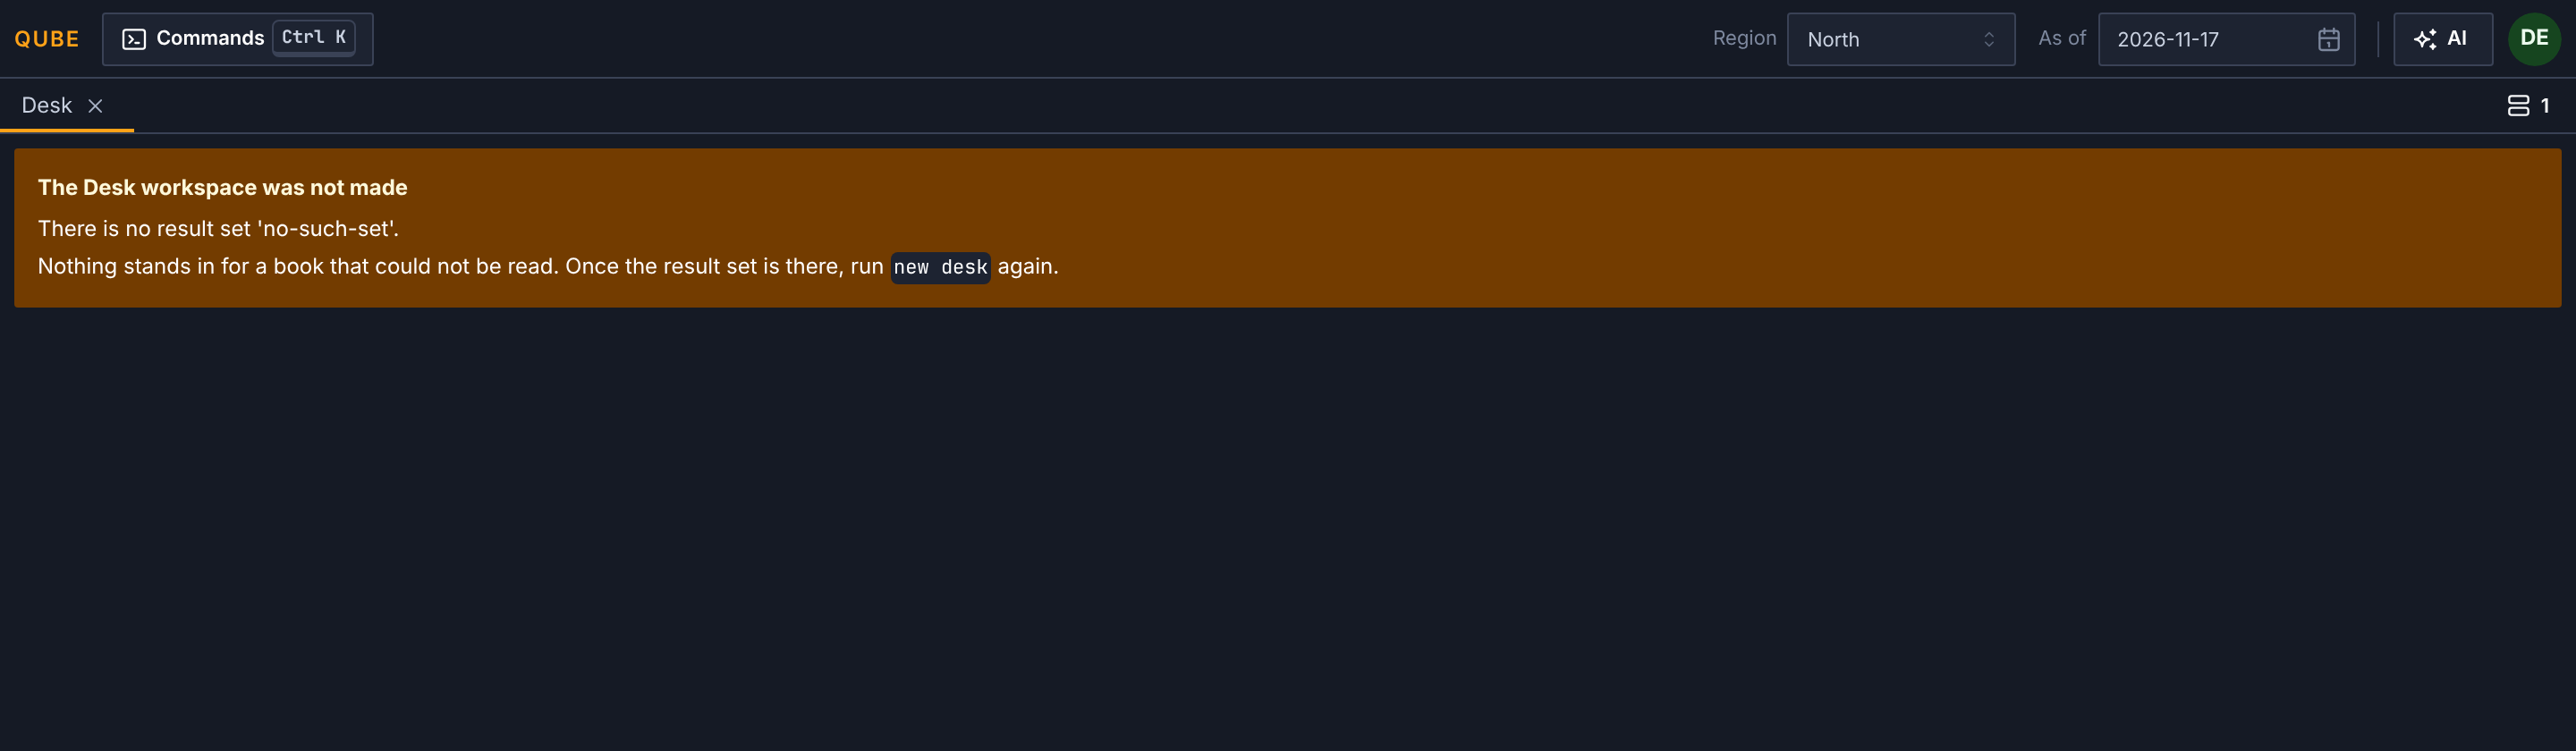 QUBE Commands Ctrl K Region North As of 2026-11-17 AI DE
Desk 1
The Desk workspace was not made
There is no result set 'no-such-set'.
Nothing stands in for a book that could not be read. Once the result set is there, run new desk again.